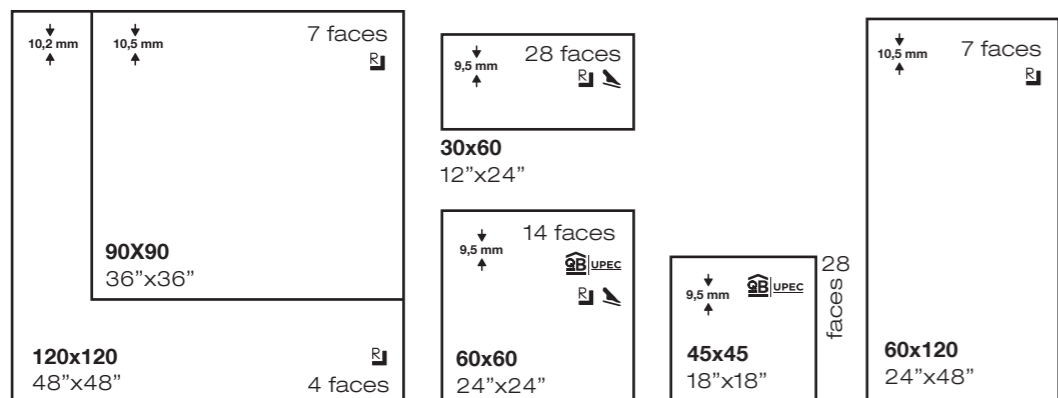 10,2 mm
10,5 mm
7 faces
R
90X90
36”x36”
120x120
48”x48”
R
4 faces
9,5 mm
28 faces
R
30x60
12”x24”
9,5 mm
14 faces
QB UPEC
R
60x60
24”x24”
9,5 mm
QB UPEC
28 faces
45x45
18”x18”
10,5 mm
7 faces
R
60x120
24”x48”